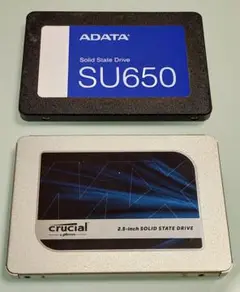 ADATA
Solid State Drive
SU650
crucial
2.5-inch SOLID STATE DRIVE